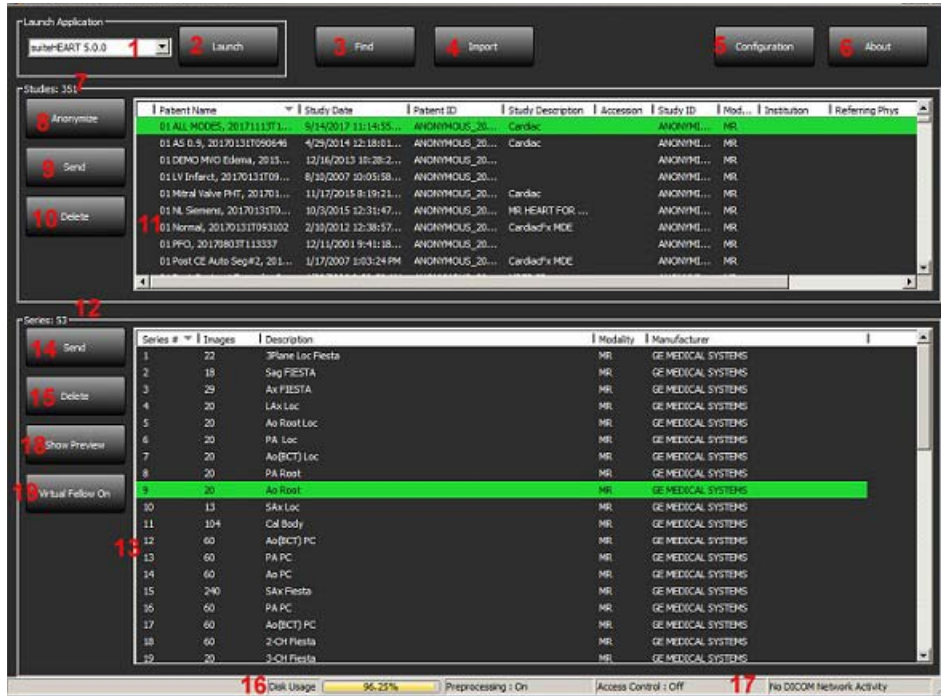 Launch Application
suiteHEART 5.0.0 1 2 Launch 3 Find 4 Import 5 Configuration 6 About
7
Studies: 351
8 Anonymize
9 Send
10 Delete
11
Patient Name Study Date Patient ID Study Description Accession Study ID Mod... Institution Referring Phys
01 ALL MODES, 20171113T1... 9/14/2017 11:14:55... ANONYMOUS_20... Cardiac ANONYMI... MR
01 AS 0.9, 20170131T090646 4/29/2014 12:18:01... ANONYMOUS_20... Cardiac ANONYMI... MR
01 DEMO MVO Edema, 2013... 12/16/2013 10:28:2... ANONYMOUS_20... ANONYMI... MR
01 LV Infarct, 20170131T09... 8/10/2007 10:05:58... ANONYMOUS_20... ANONYMI... MR
01 Mitral Valve PHT, 201701... 11/17/2015 8:19:21... ANONYMOUS_20... Cardiac ANONYMI... MR
01 NL Siemens, 20170131T0... 10/3/2015 12:31:47... ANONYMOUS_20... MR HEART FOR ... ANONYMI... MR
01 Normal, 20170131T093102 2/10/2012 12:38:57... ANONYMOUS_20... CardiacFx MDE ANONYMI... MR
01 PFO, 20170803T113337 12/11/2001 9:41:18... ANONYMOUS_20... ANONYMI... MR
01 Post CE Auto Seg#2, 201... 1/17/2007 1:03:24 PM ANONYMOUS_20... CardiacFx MDE ANONYMI... MR
12
Series: 53
14 Send
15 Delete
18 Show Preview
19 Virtual Fellow On
13
Series # Images Description Modality Manufacturer
1 22 3Plane Loc Fiesta MR GE MEDICAL SYSTEMS
2 18 Sag FIESTA MR GE MEDICAL SYSTEMS
3 29 Ax FIESTA MR GE MEDICAL SYSTEMS
4 20 LAx Loc MR GE MEDICAL SYSTEMS
5 20 Ao Root Loc MR GE MEDICAL SYSTEMS
6 20 PA Loc MR GE MEDICAL SYSTEMS
7 20 Ao(BCT) Loc MR GE MEDICAL SYSTEMS
8 20 PA Root MR GE MEDICAL SYSTEMS
9 20 Ao Root MR GE MEDICAL SYSTEMS
10 13 SAx Loc MR GE MEDICAL SYSTEMS
11 104 Cal Body MR GE MEDICAL SYSTEMS
12 60 Ao(BCT) PC MR GE MEDICAL SYSTEMS
13 60 PA PC MR GE MEDICAL SYSTEMS
14 60 Ao PC MR GE MEDICAL SYSTEMS
15 240 SAx Fiesta MR GE MEDICAL SYSTEMS
16 60 PA PC MR GE MEDICAL SYSTEMS
17 60 Ao(BCT) PC MR GE MEDICAL SYSTEMS
18 60 2-CH Fiesta MR GE MEDICAL SYSTEMS
19 20 3-CH Fiesta MR GE MEDICAL SYSTEMS
16 Disk Usage 96.25% Preprocessing : On Access Control : Off 17 No DICOM Network Activity